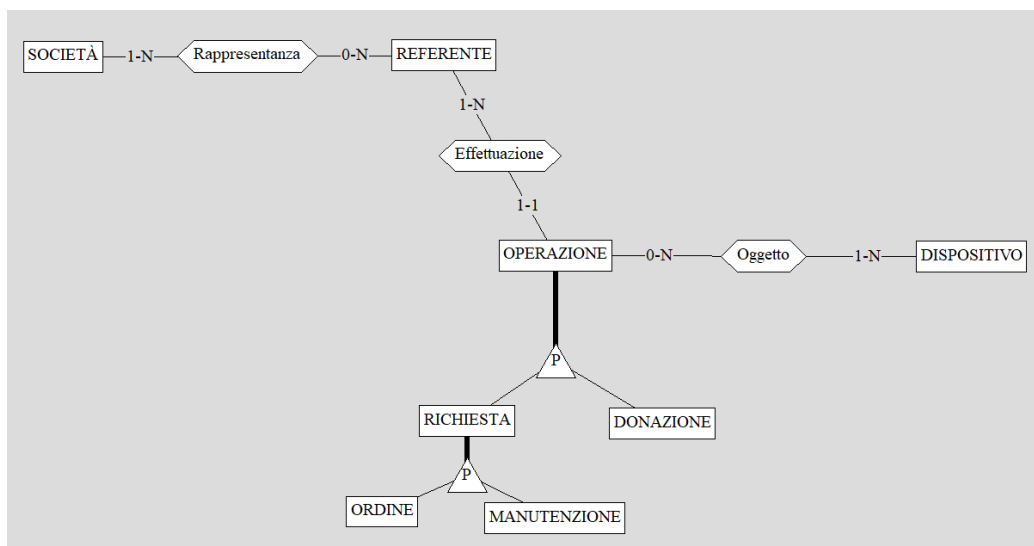 SOCIETÀ 1-N Rappresentanza 0-N REFERENTE
1-N
Effettuazione
1-1
OPERAZIONE 0-N Oggetto 1-N DISPOSITIVO
P
RICHIESTA DONAZIONE
P
ORDINE MANUTENZIONE